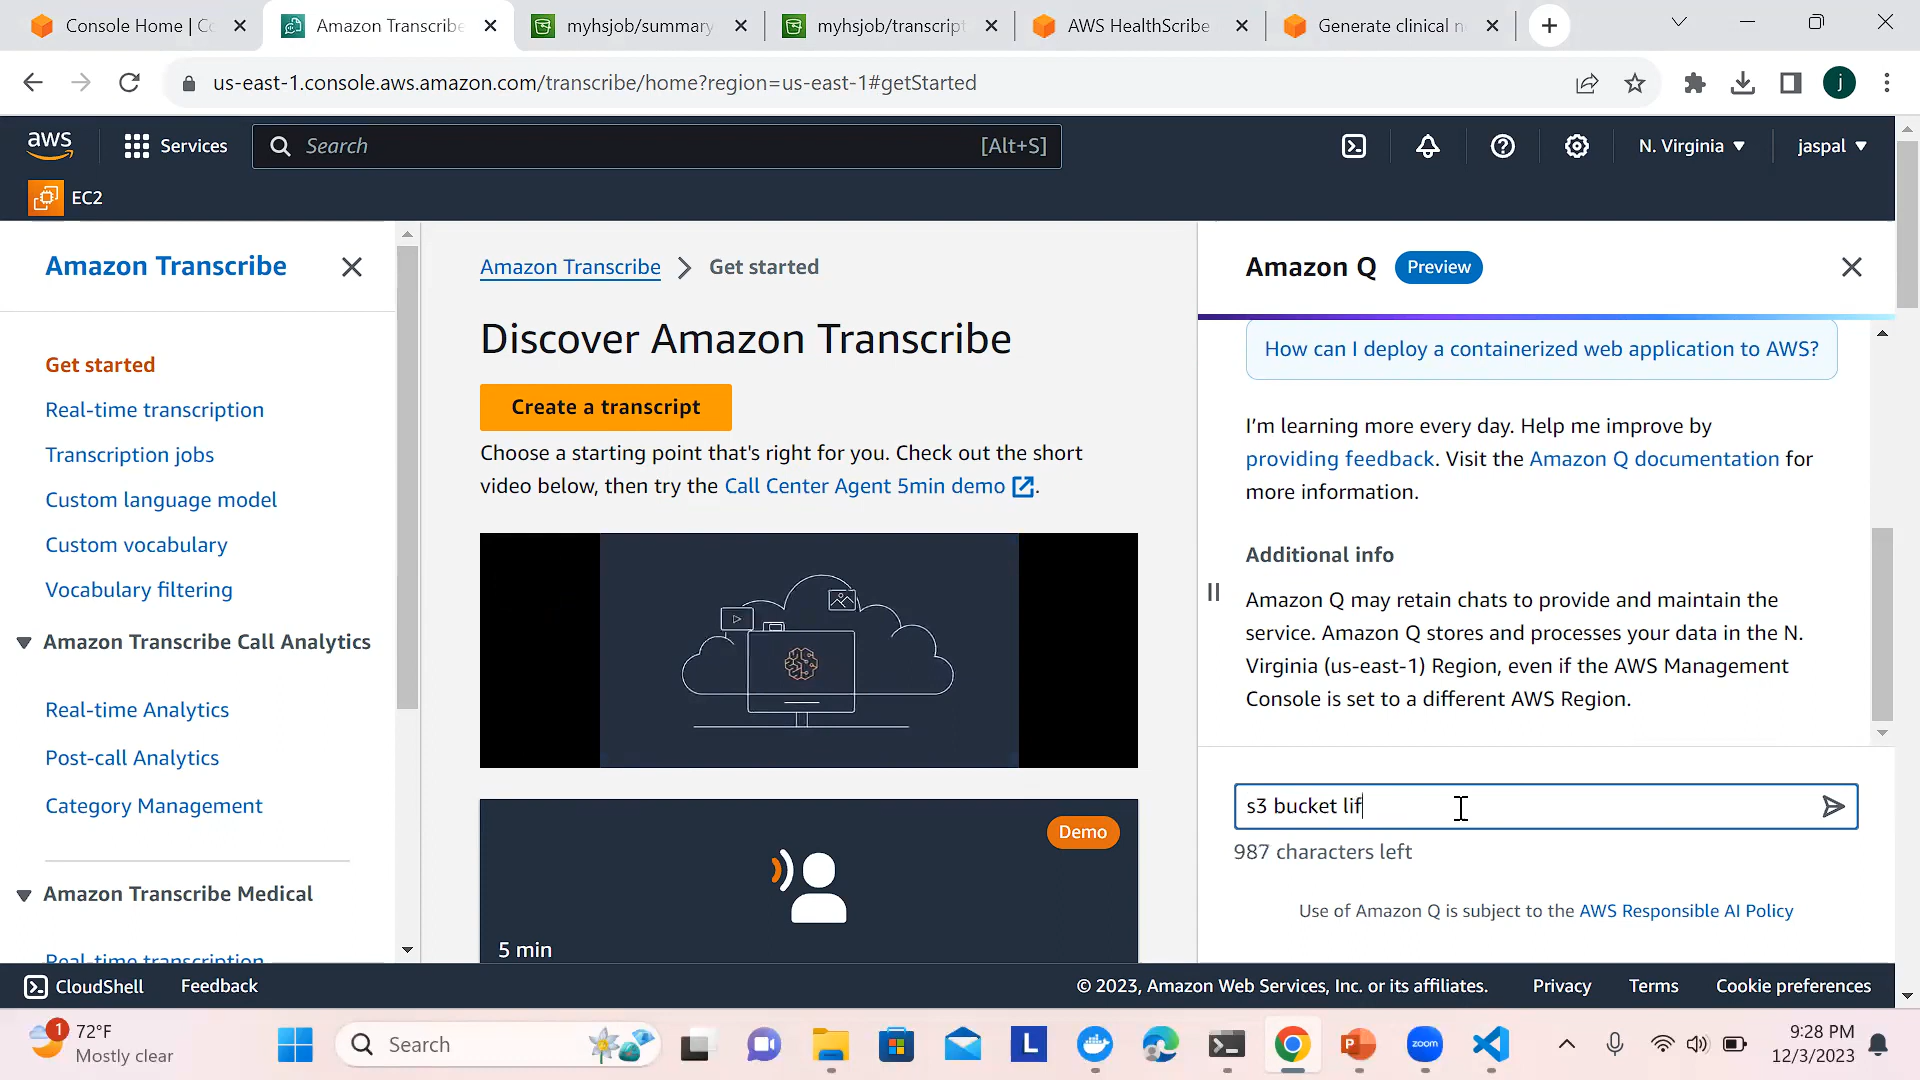 Console Home | Co
Amazon Transcribe
myhsjob/summary
myhsjob/transcript
AWS HealthScribe
Generate clinical n
us-east-1.console.aws.amazon.com/transcribe/home?region=us-east-1#getStarted
j
aws
Services
Search
[Alt+S]
N. Virginia
jaspal
EC2
Amazon Transcribe
Get started
Real-time transcription
Transcription jobs
Custom language model
Custom vocabulary
Vocabulary filtering
Amazon Transcribe Call Analytics
Real-time Analytics
Post-call Analytics
Category Management
Amazon Transcribe Medical
Real-time transcription
Amazon Transcribe > Get started
Discover Amazon Transcribe
Create a transcript
Choose a starting point that's right for you. Check out the short
video below, then try the Call Center Agent 5min demo.
Demo
5 min
Amazon Q
Preview
How can I deploy a containerized web application to AWS?
I'm learning more every day. Help me improve by
providing feedback. Visit the Amazon Q documentation for
more information.
Additional info
Amazon Q may retain chats to provide and maintain the
service. Amazon Q stores and processes your data in the N.
Virginia (us-east-1) Region, even if the AWS Management
Console is set to a different AWS Region.
s3 bucket lif
987 characters left
Use of Amazon Q is subject to the AWS Responsible AI Policy
CloudShell
Feedback
© 2023, Amazon Web Services, Inc. or its affiliates.
Privacy
Terms
Cookie preferences
1
72°F
Mostly clear
Search
L
P
zoom
9:28 PM
12/3/2023